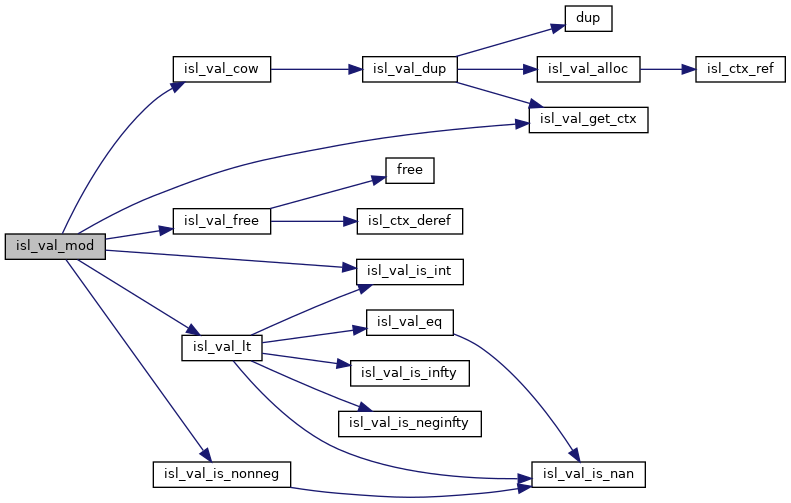 dup
isl_val_cow
isl_val_dup
isl_val_alloc
isl_ctx_ref
isl_val_get_ctx
free
isl_val_free
isl_ctx_deref
isl_val_mod
isl_val_is_int
isl_val_eq
isl_val_lt
isl_val_is_infty
isl_val_is_neginfty
isl_val_is_nonneg
isl_val_is_nan